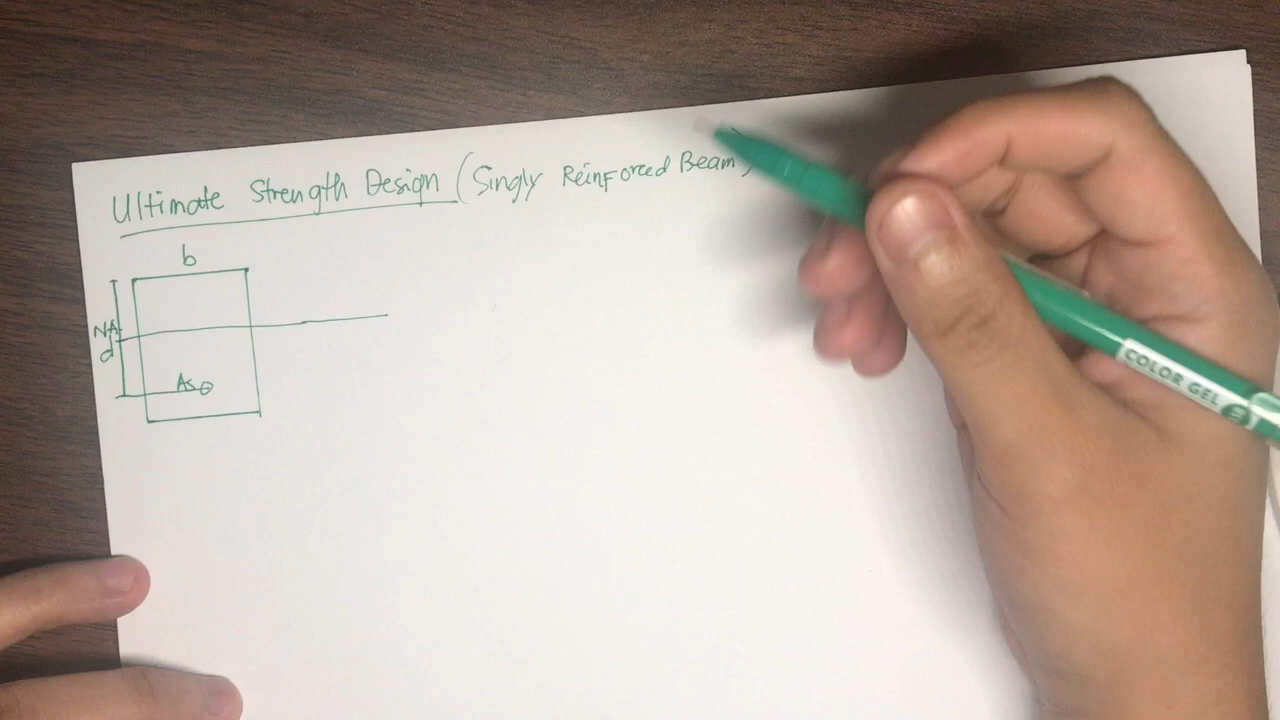 Ultimate Strength Design (Singly Reinforced Beam)
b
NA
d
As
COLOR GEL